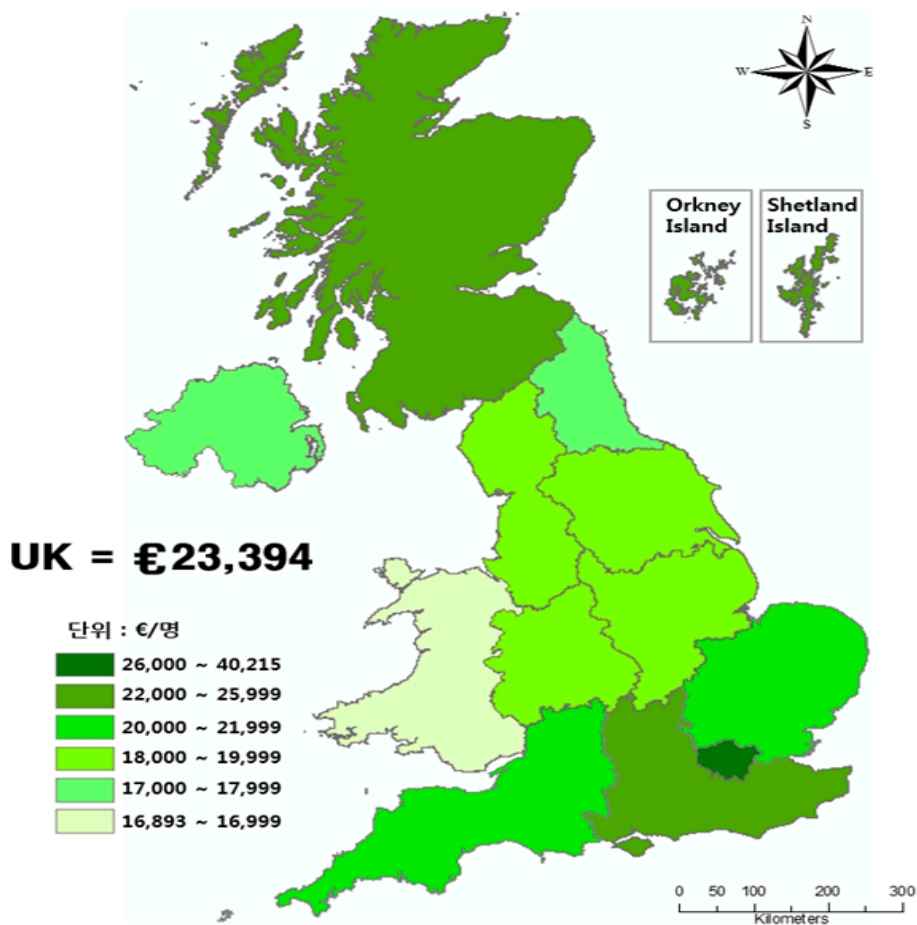 N
W E
S
Orkney
Island
Shetland
Island
UK = €23,394
단위 : €/명
26,000 ~ 40,215
22,000 ~ 25,999
20,000 ~ 21,999
18,000 ~ 19,999
17,000 ~ 17,999
16,893 ~ 16,999
0 50 100 200 300
Kilometers